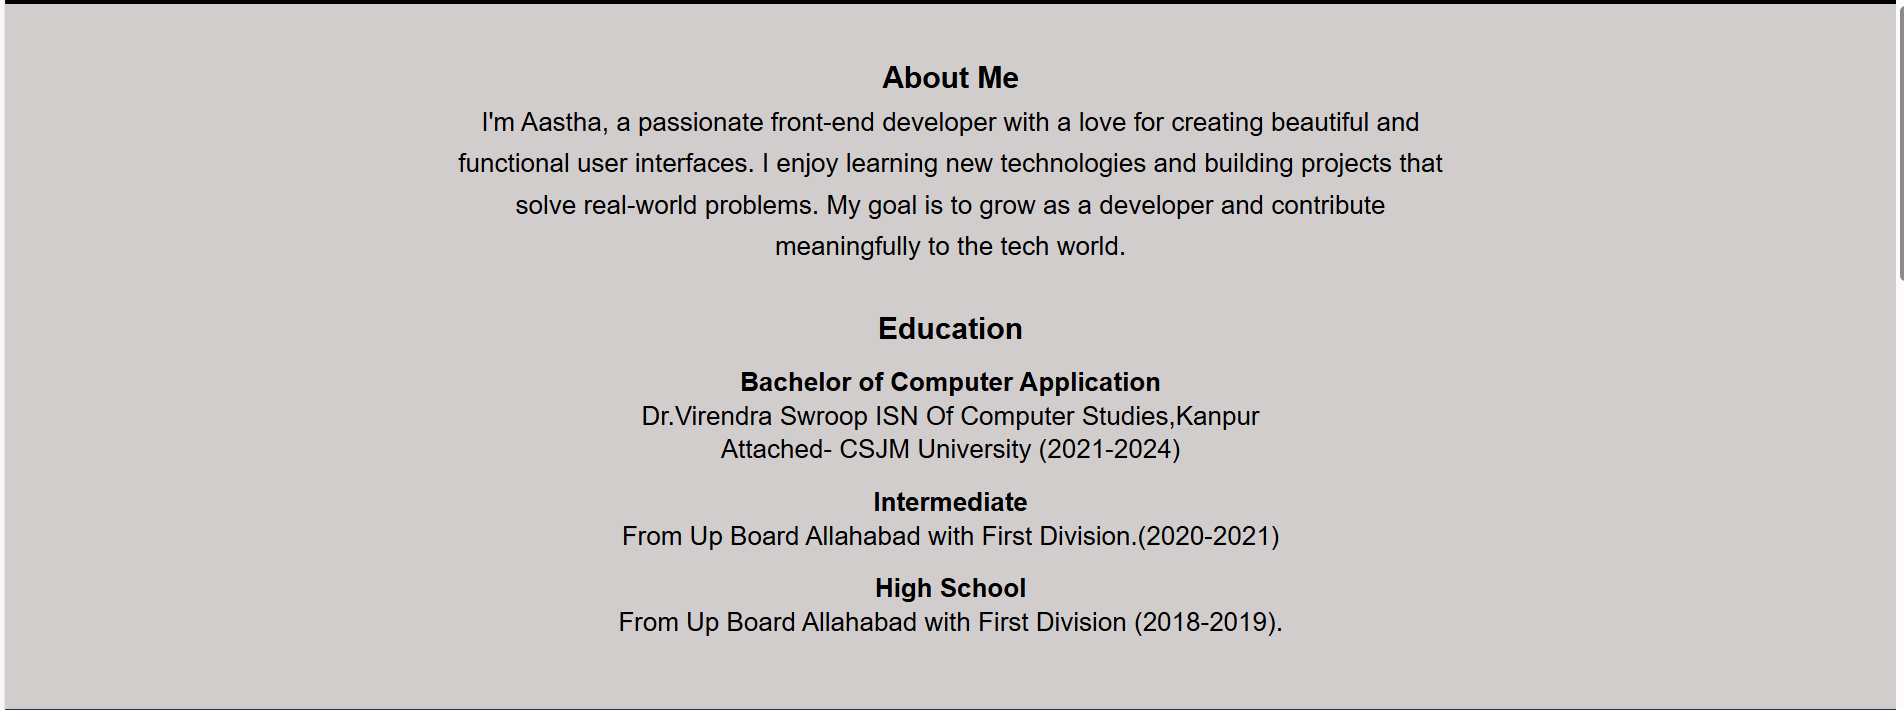 About Me
I'm Aastha, a passionate front-end developer with a love for creating beautiful and
functional user interfaces. I enjoy learning new technologies and building projects that
solve real-world problems. My goal is to grow as a developer and contribute
meaningfully to the tech world.
Education
Bachelor of Computer Application
Dr.Virendra Swroop ISN Of Computer Studies,Kanpur
Attached- CSJM University (2021-2024)
Intermediate
From Up Board Allahabad with First Division.(2020-2021)
High School
From Up Board Allahabad with First Division (2018-2019).